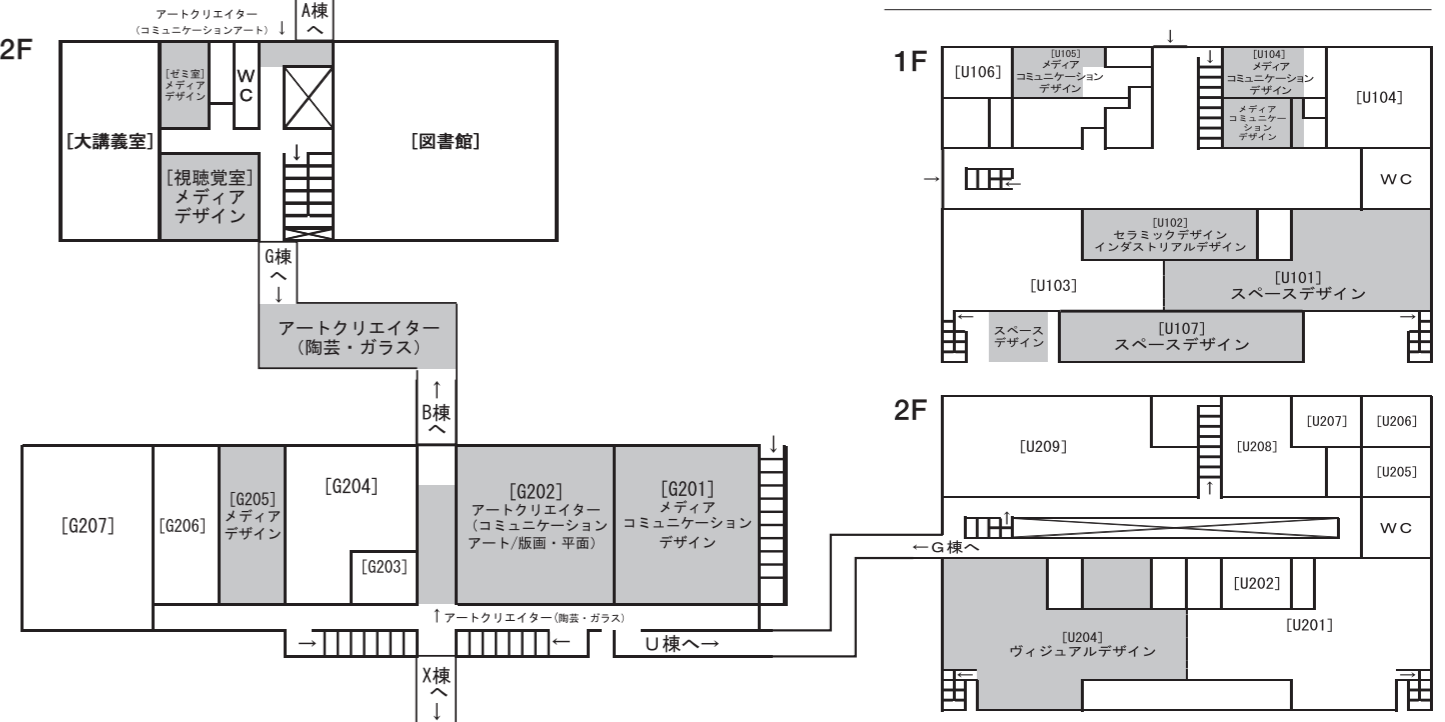 アートクリエイター
(コミュニケーションアート) ↓
A棟
へ
2F
[ゼミ室]
メディア
デザイン
W
C
[大講義室]
[図書館]
↓
[視聴覚室]
メディア
デザイン
G棟
へ
↓
アートクリエイター
(陶芸・ガラス)
↑
B棟
へ
[G207]
[G206]
[G205]
メディア
デザイン
[G204]
[G203]
[G202]
アートクリエイター
(コミュニケーション
アート/版画・平面)
[G201]
メディア
コミュニケーション
デザイン
↓
↑アートクリエイター(陶芸・ガラス)
→
←
U棟へ→
X棟
へ
↓
1F
↓
[U106]
[U105]
メディア
コミュニケーション
デザイン
↓
[U104]
メディア
コミュニケーション
デザイン
メディア
コミュニケー
ション
デザイン
[U104]
→
←
WC
[U102]
セラミックデザイン
インダストリアルデザイン
[U103]
[U101]
スペースデザイン
←
スペース
デザイン
[U107]
スペースデザイン
→
2F
[U209]
[U208]
[U207]
[U206]
[U205]
↑
↑
WC
←G棟へ
[U202]
[U201]
[U204]
ヴィジュアルデザイン
←
→